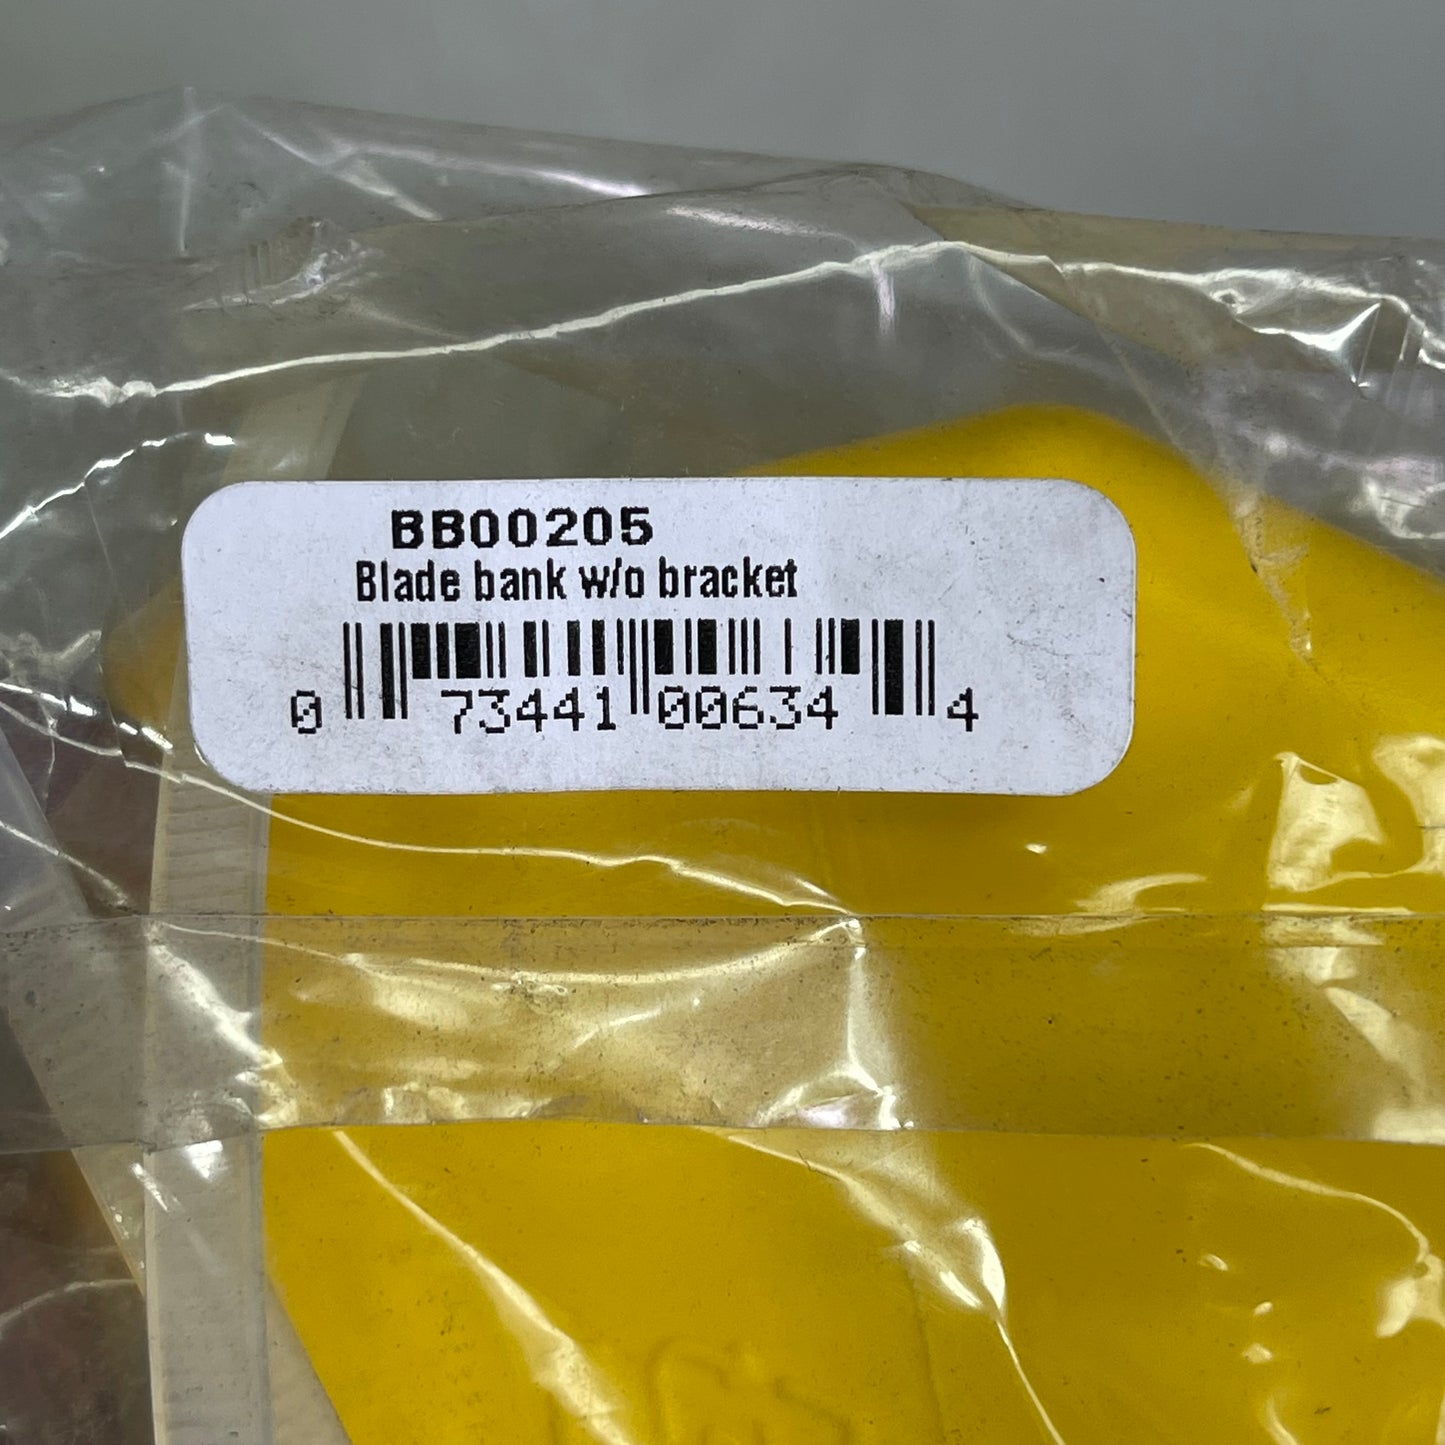 BB00205
Blade bank w/o bracket
0 73441 00634 4